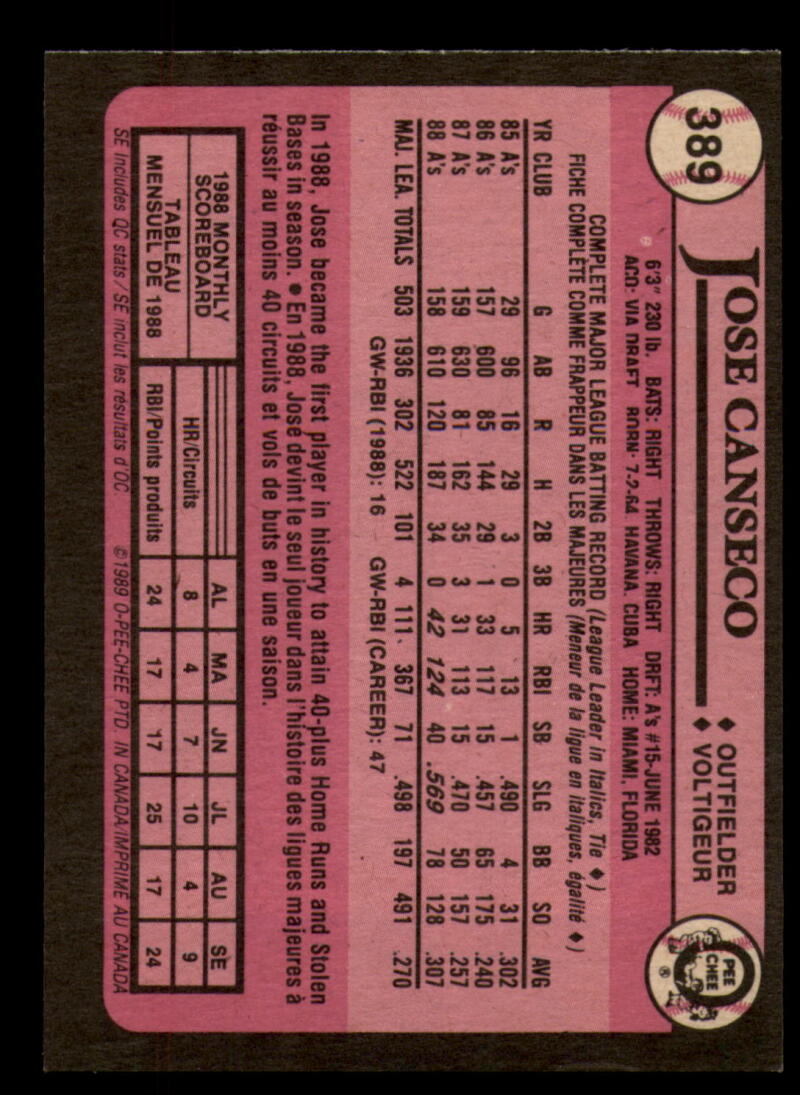 389
JOSE CANSECO
♦ OUTFIELDER
♦ VOLTIGEUR
PEE
CHEE
®
6'3" 230 lb. BATS: RIGHT THROWS: RIGHT DRFT: A's #15-JUNE 1982
ACQ: VIA DRAFT BORN: 7-2-64 HAVANA, CUBA HOME: MIAMI, FLORIDA
COMPLETE MAJOR LEAGUE BATTING RECORD (League Leader in Italics, Tie ♦)
FICHE COMPLÈTE COMME FRAPPEUR DANS LES MAJEURES (Meneur de la ligue en italiques, égalité ♦)
YR CLUB G AB R H 2B 3B HR RBI SB SLG BB SO AVG
85 A's 29 96 16 29 3 0 5 13 1 .490 4 31 .302
86 A's 157 600 85 144 29 1 33 117 15 .457 65 175 .240
87 A's 159 630 81 162 35 3 31 113 15 .470 50 157 .257
88 A's 158 610 120 187 34 0 42 124 40 .569 78 128 .307
MAJ. LEA. TOTALS 503 1936 302 522 101 4 111 367 71 .498 197 491 .270
GW-RBI (1988): 16 GW-RBI (CAREER): 47
In 1988, Jose became the first player in history to attain 40-plus Home Runs and Stolen
Bases in season. ● En 1988, Jose devint le seul joueur dans l'histoire des ligues majeures à
réussir au moins 40 circuits et vols de buts en une saison.
1988 MONTHLY
SCOREBOARD
TABLEAU
MENSUEL DE 1988
AL MA JN JL AU SE
HR/Circuits 8 4 7 10 4 9
RBI/Points produits 24 17 17 25 17 24
SE includes OC stats / SE inclut les résultats d'OC. ©1989 O-PEE-CHEE PTD. IN CANADA/IMPRIMÉ AU CANADA